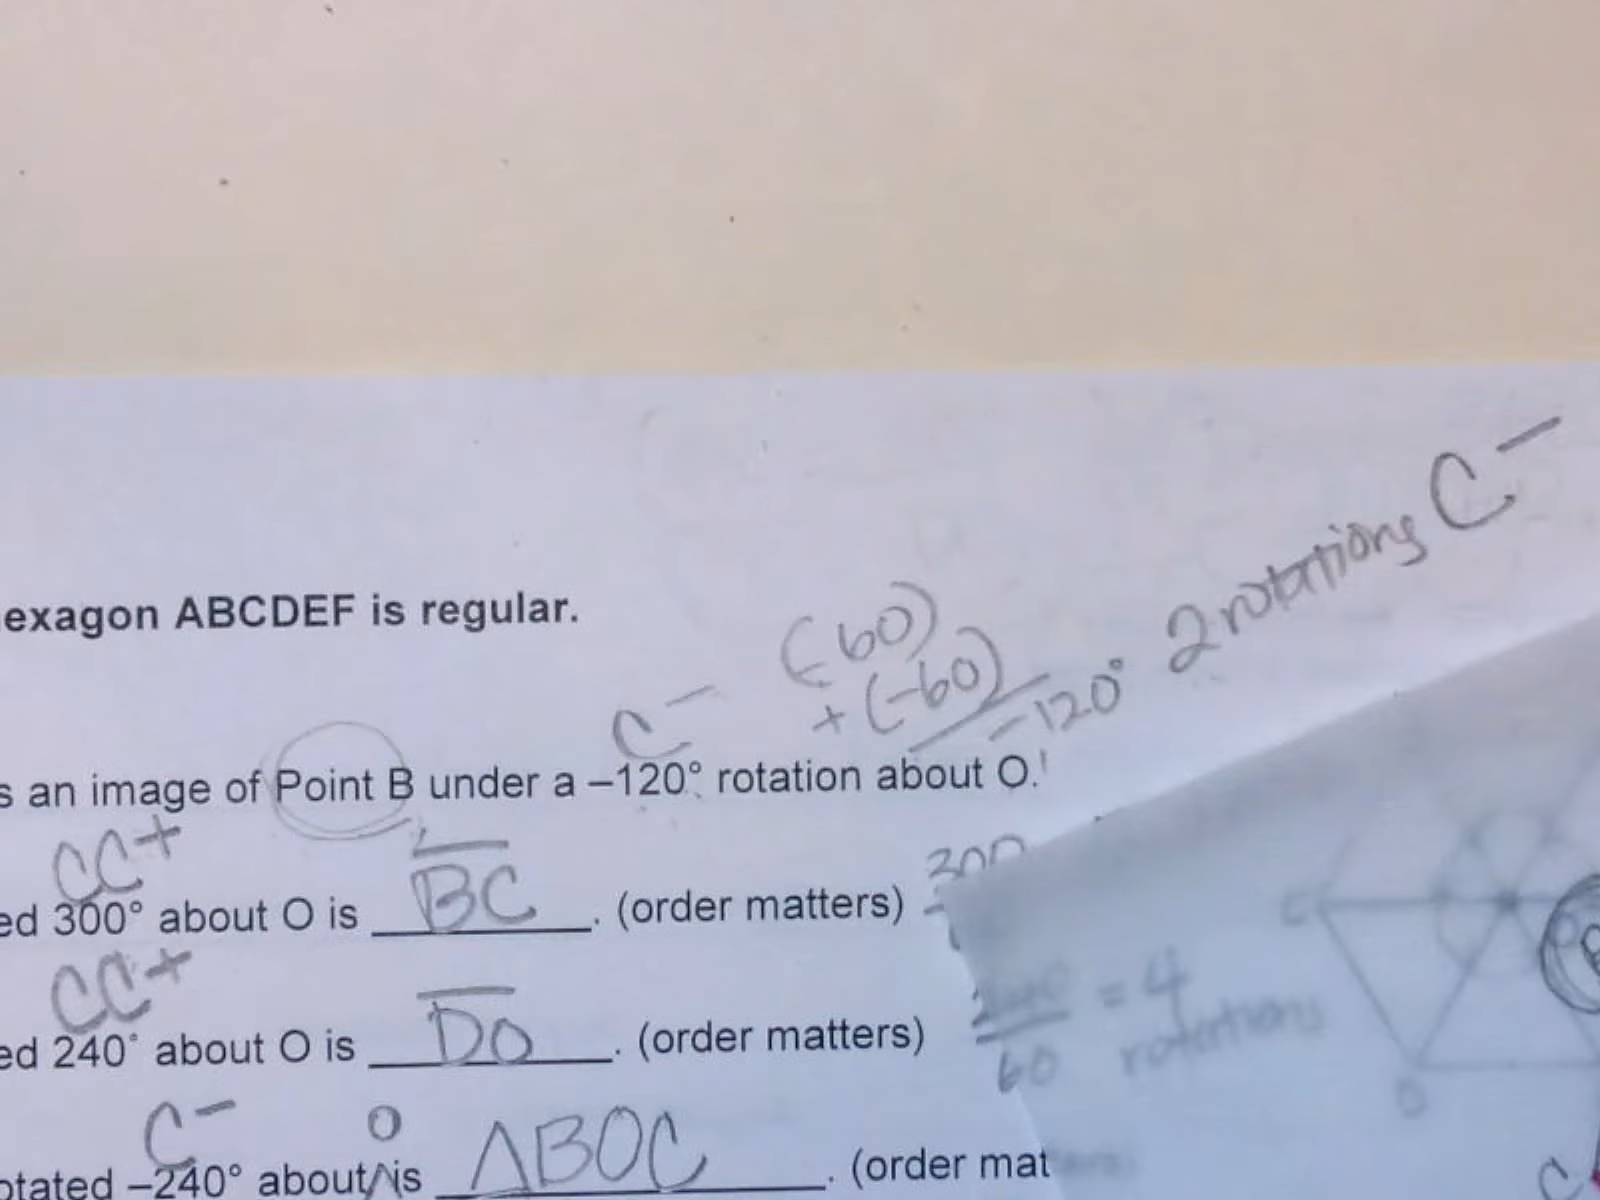 exagon ABCDEF is regular.
(-60)
+(-60)
-120° 2 rotations C-
C-
s an image of Point B under a –120° rotation about O.
CC+
ed 300° about O is BC. (order matters)
CC+
ed 240° about O is DO. (order matters)
240/60 = 4
rotations
C
D
C- O
otated –240° about is ABOC. (order mat
C